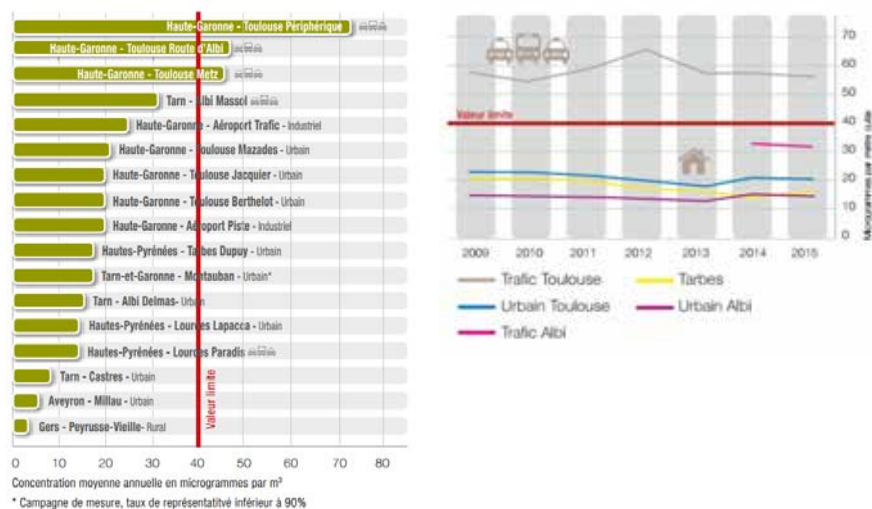 Haute-Garonne - Toulouse Périphérique
Haute-Garonne - Toulouse Route d'Albi
Haute-Garonne - Toulouse Metz
Tarn - Albi Massol
Haute-Garonne - Aéroport Trafic - Industriel
Haute-Garonne - Toulouse Mazades - Urbain
Haute-Garonne - Toulouse Jacquier - Urbain
Haute-Garonne - Toulouse Berthelot - Urbain
Haute-Garonne - Aéroport Piste - Industriel
Hautes-Pyrénées - Tarbes Dupuy - Urbain
Tarn-et-Garonne - Montauban - Urbain*
Tarn - Albi Delmas- Urbain
Hautes-Pyrénées - Lourdes Lapacca - Urbain
Hautes-Pyrénées - Lourdes Paradis
Tarn - Castres - Urbain
Aveyron - Millau - Urbain
Gers - Peyrusse-Vieille- Rural
Valeur limite
0 10 20 30 40 50 60 70 80
Concentration moyenne annuelle en microgrammes par m³
* Campagne de mesure, taux de représentatitvé inférieur à 90%
70
60
50
40
30
20
10
0
Valeur limite
Microgrammes par mètre cube
2009 2010 2011 2012 2013 2014 2015
Trafic Toulouse
Tarbes
Urbain Toulouse
Urbain Albi
Trafic Albi